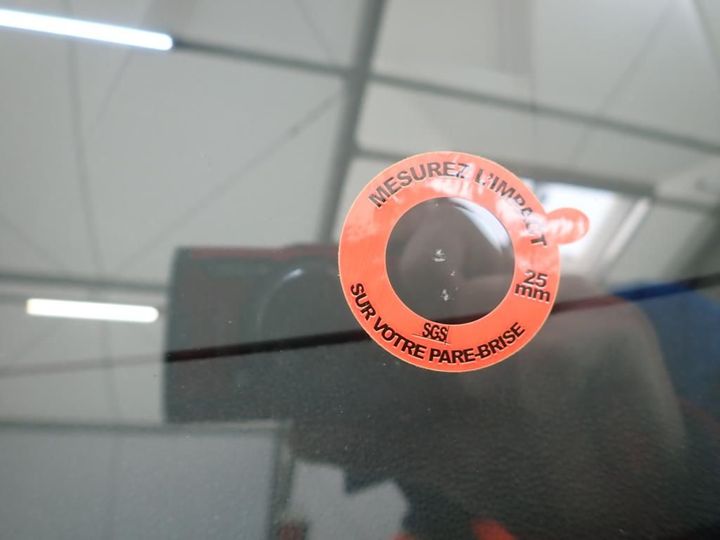 MESUREZ L'IMPACT
25
mm
SGS
SUR VOTRE PARE-BRISE